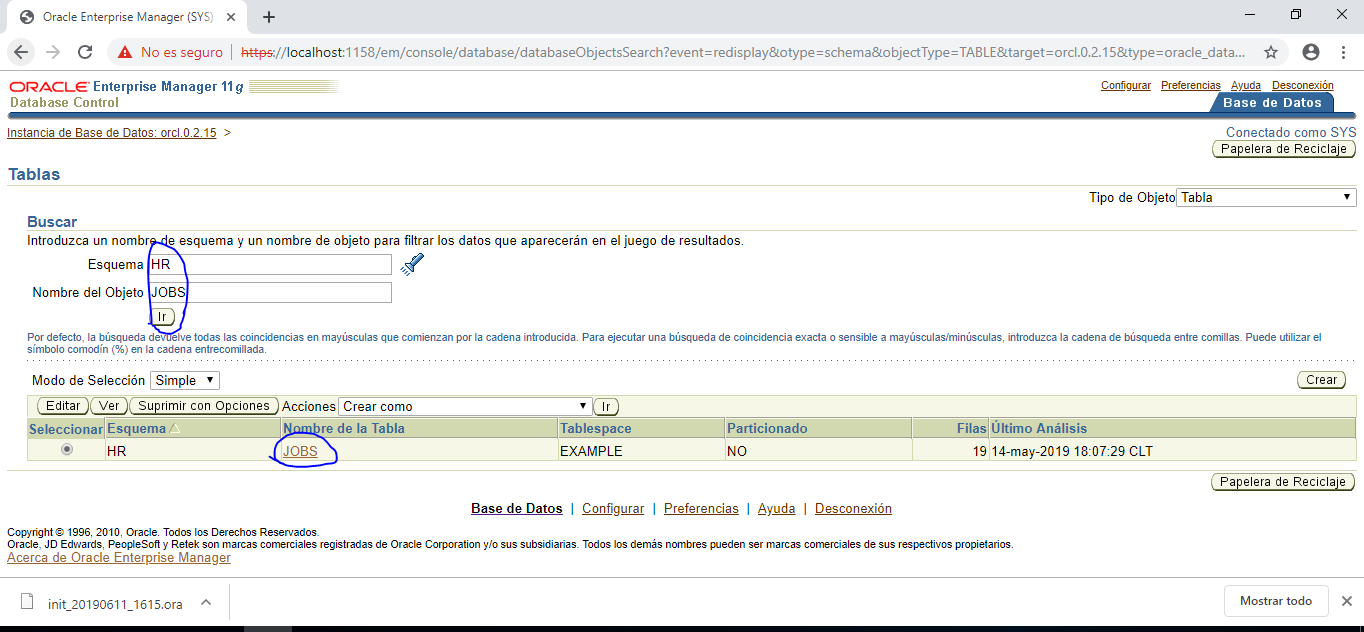 Oracle Enterprise Manager (SYS)
No es seguro | https://localhost:1158/em/console/database/databaseObjectsSearch?event=redisplay&otype=schema&objectType=TABLE&target=orcl.0.2.15&type=oracle_data...
ORACLE Enterprise Manager 11g
Database Control
Configurar Preferencias Ayuda Desconexión
Base de Datos
Instancia de Base de Datos: orcl.0.2.15 >
Conectado como SYS
Papelera de Reciclaje
Tablas
Tipo de Objeto Tabla
Buscar
Introduzca un nombre de esquema y un nombre de objeto para filtrar los datos que aparecerán en el juego de resultados.
Esquema HR
Nombre del Objeto JOBS
Ir
Por defecto, la búsqueda devuelve todas las coincidencias en mayúsculas que comienzan por la cadena introducida. Para ejecutar una búsqueda de coincidencia exacta o sensible a mayúsculas/minúsculas, introduzca la cadena de búsqueda entre comillas. Puede utilizar el
símbolo comodín (%) en la cadena entrecomillada.
Modo de Selección Simple
Crear
Editar Ver Suprimir con Opciones Acciones Crear como Ir
Seleccionar Esquema Nombre de la Tabla Tablespace Particionado Filas Último Análisis
HR JOBS EXAMPLE NO 19 14-may-2019 18:07:29 CLT
Papelera de Reciclaje
Base de Datos | Configurar | Preferencias | Ayuda | Desconexión
Copyright © 1996, 2010, Oracle. Todos los Derechos Reservados.
Oracle, JD Edwards, PeopleSoft y Retek son marcas comerciales registradas de Oracle Corporation y/o sus subsidiarias. Todos los demás nombres pueden ser marcas comerciales de sus respectivos propietarios.
Acerca de Oracle Enterprise Manager
init_20190611_1615.ora
Mostrar todo